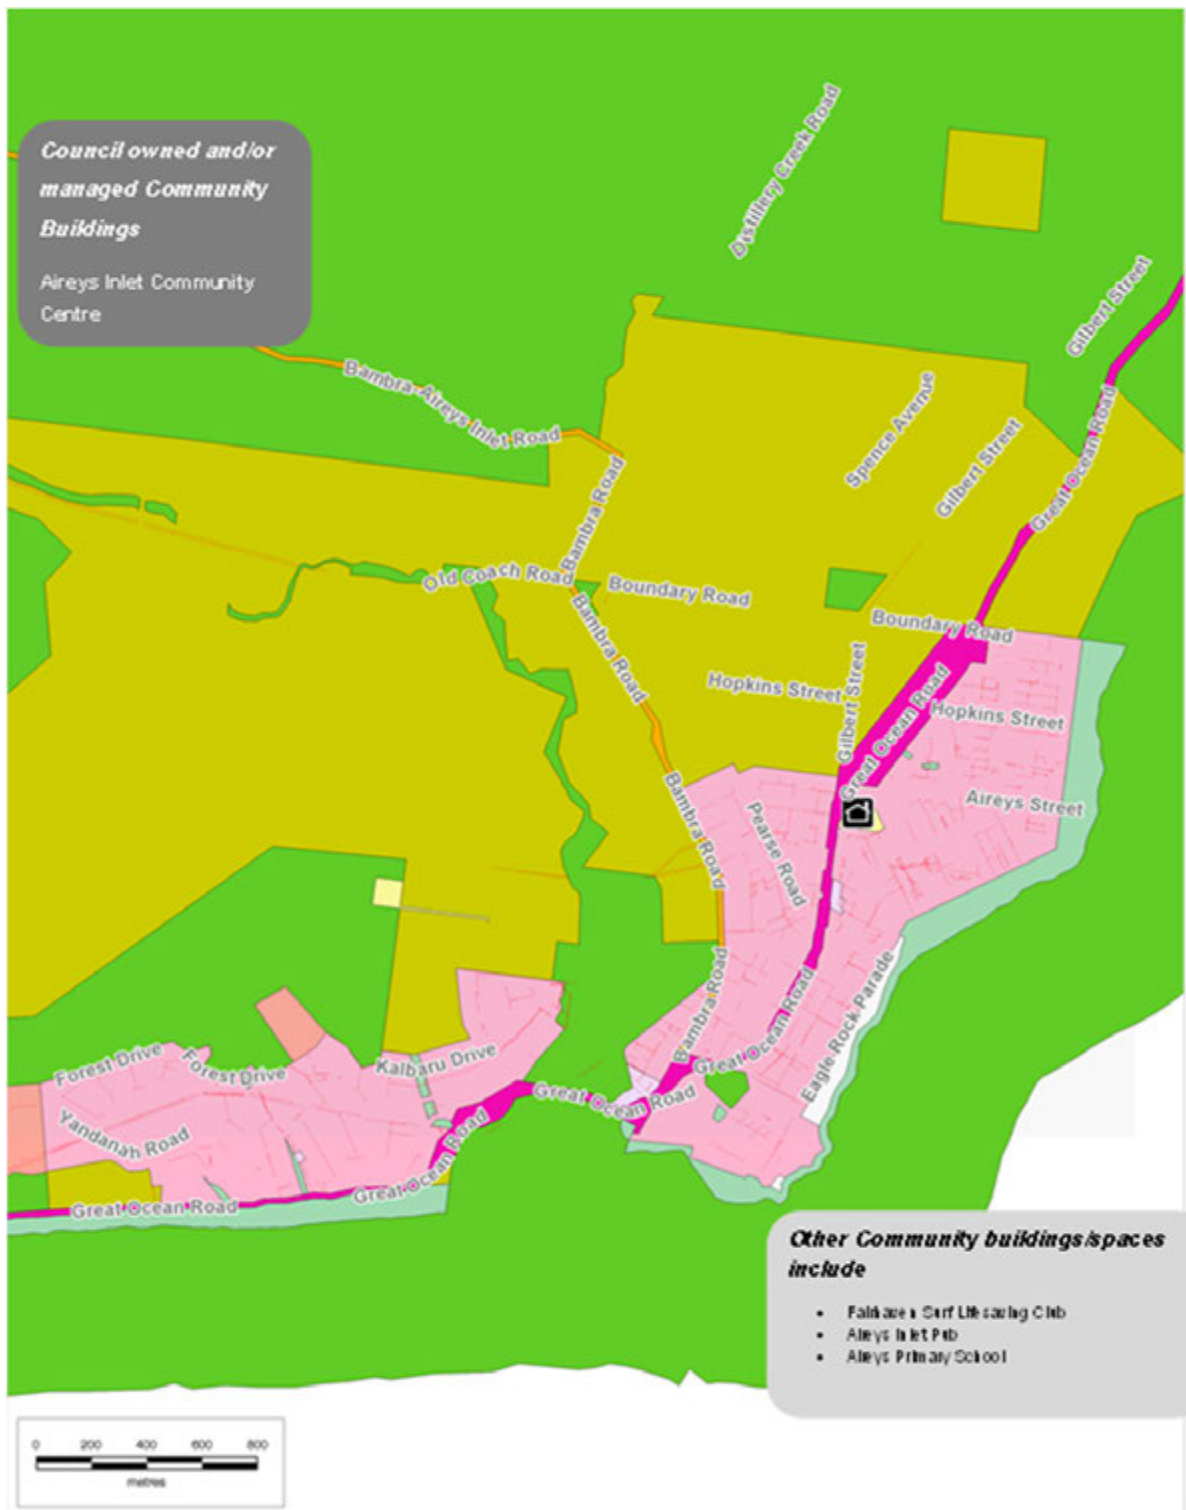 Council owned and/or
managed Community
Buildings
Aireys Inlet Community
Centre
Distillery Creek Road
Gilbert Street
Bambra-Aireys Inlet Road
Spence Avenue
Gilbert Street
Great Ocean Road
Bambra Road
Old Coach Road
Boundary Road
Boundary Road
Bambra Road
Hopkins Street
Gilbert Street
Great Ocean Road
Hopkins Street
Bambra Road
Pearse Road
Aireys Street
Bambra Road
Great Ocean Road
Eagle Rock Parade
Forest Drive
Forest Drive
Kalbaru Drive
Great Ocean Road
Yandanah Road
Great Ocean Road
Great Ocean Road
Other Community buildings/spaces
include
• Fairhaven Surf Lifesaving Club
• Aireys Inlet Pub
• Aireys Primary School
0 200 400 600 800
metres